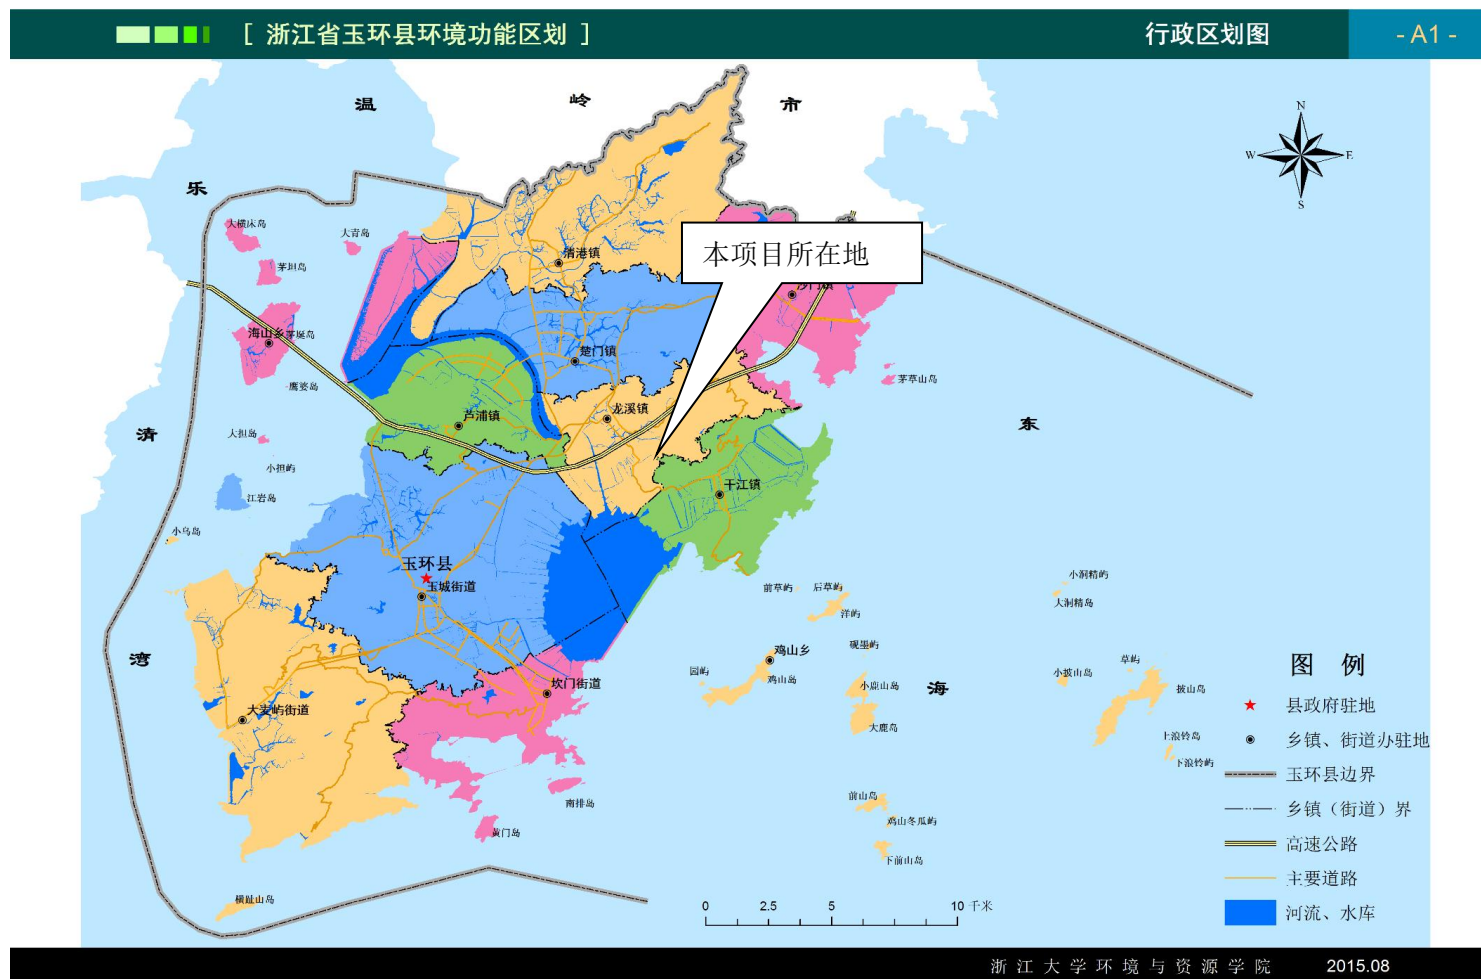 [ 浙江省玉环县环境功能区划 ]
行政区划图
- A1 -
温
岭
市
N
W
E
S
乐
大横床岛
大青岛
茅坦岛
清港镇
本项目所在地
沙门镇
海山乡
茅埏岛
楚门镇
鹰婆岛
茅草山岛
龙溪镇
芦浦镇
东
清
大担岛
小担屿
江岩岛
干江镇
小乌岛
玉环县
玉城街道
前草屿
后草屿
洋屿
小洞精屿
大洞精岛
湾
鸡山乡
砚墨屿
园屿
鸡山岛
小鹿山岛
海
大鹿岛
草屿
小披山岛
披山岛
上浪铃岛
下浪铃屿
坎门街道
大麦屿街道
南排岛
黄门岛
前山岛
鸡山冬瓜屿
下前山岛
横趾山岛
图 例
县政府驻地
乡镇、街道办驻地
玉环县边界
乡镇（街道）界
高速公路
主要道路
河流、水库
0 2.5 5 10 千米
浙江大学环境与资源学院
2015.08